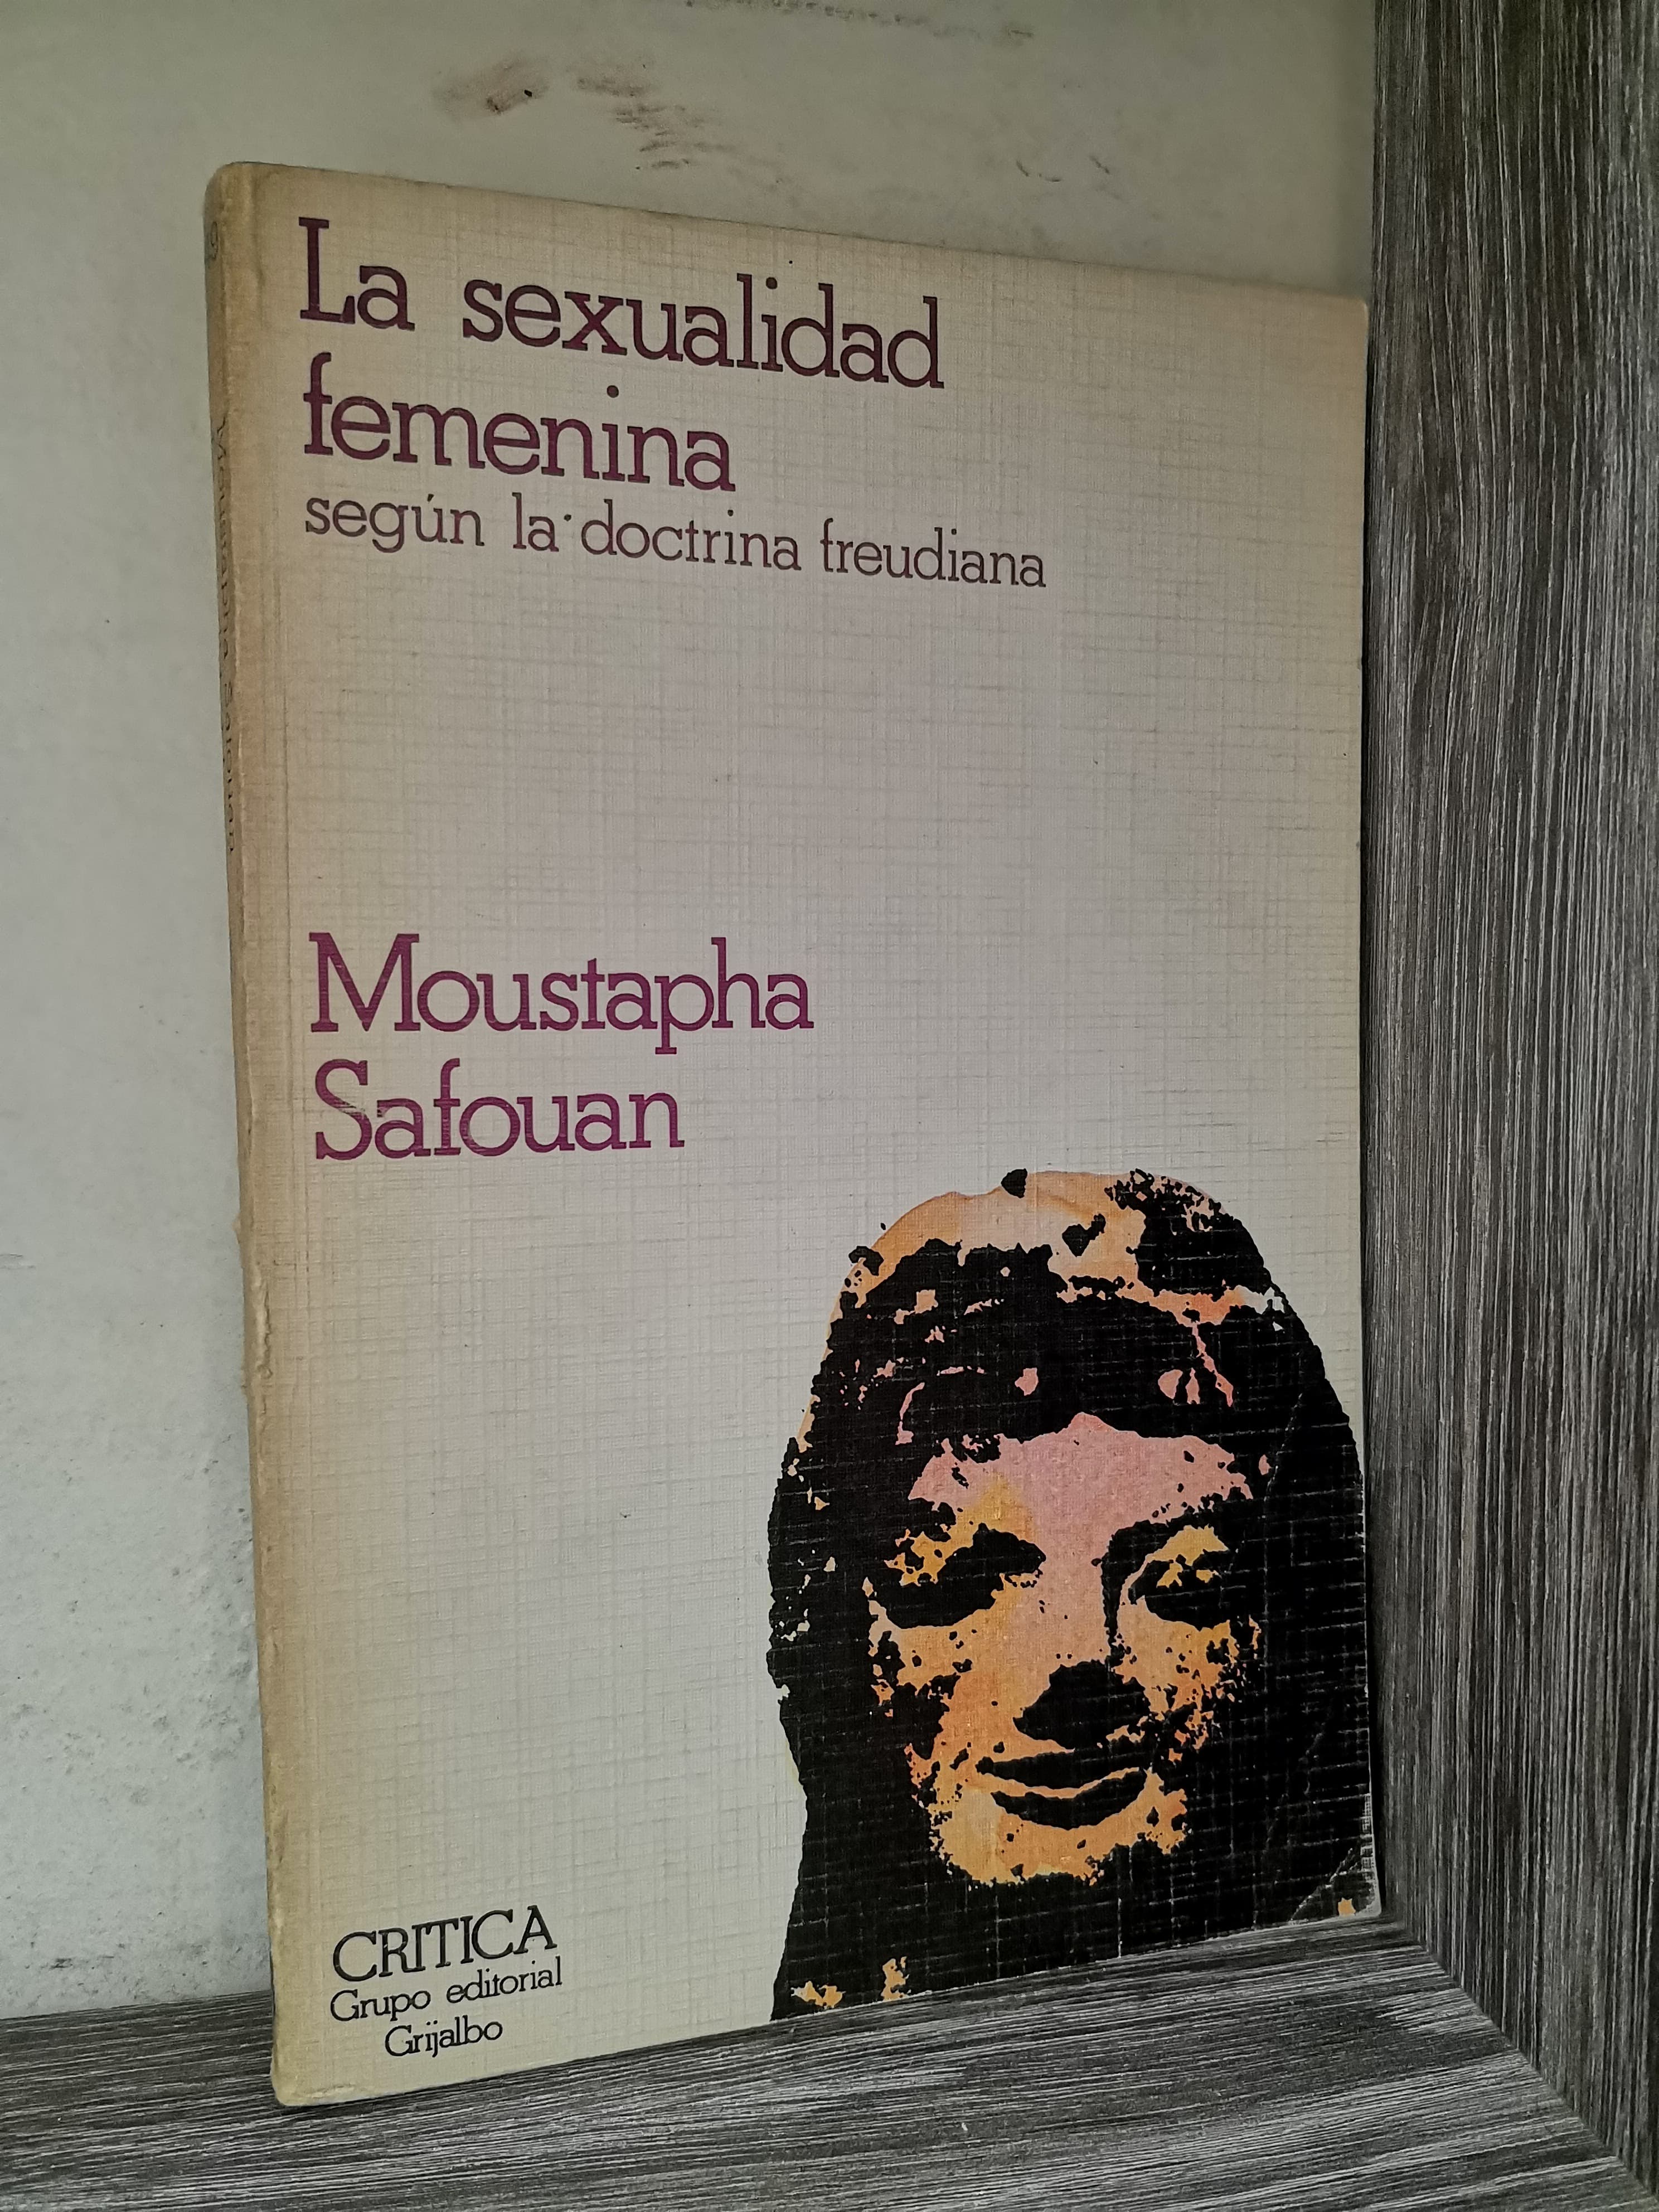 La sexualidad
femenina
según la doctrina freudiana
Moustapha
Safouan
CRITICA
Grupo editorial
Grijalbo